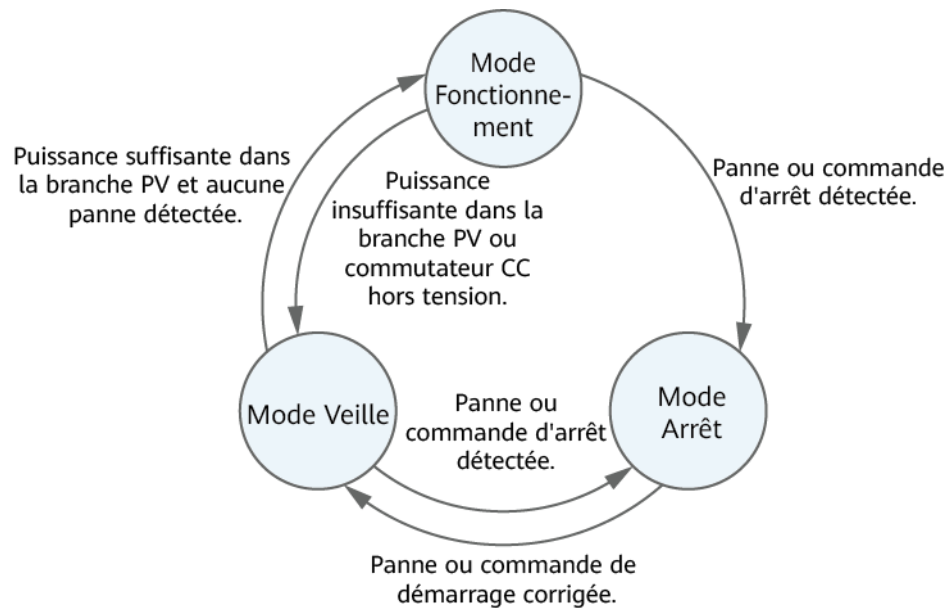 Mode
Fonctionne-
ment
Puissance suffisante dans
la branche PV et aucune
panne détectée.
Puissance
insuffisante dans la
branche PV ou
commutateur CC
hors tension.
Panne ou commande
d'arrêt détectée.
Mode Veille
Panne ou
commande d'arrêt
détectée.
Mode
Arrêt
Panne ou commande de
démarrage corrigée.